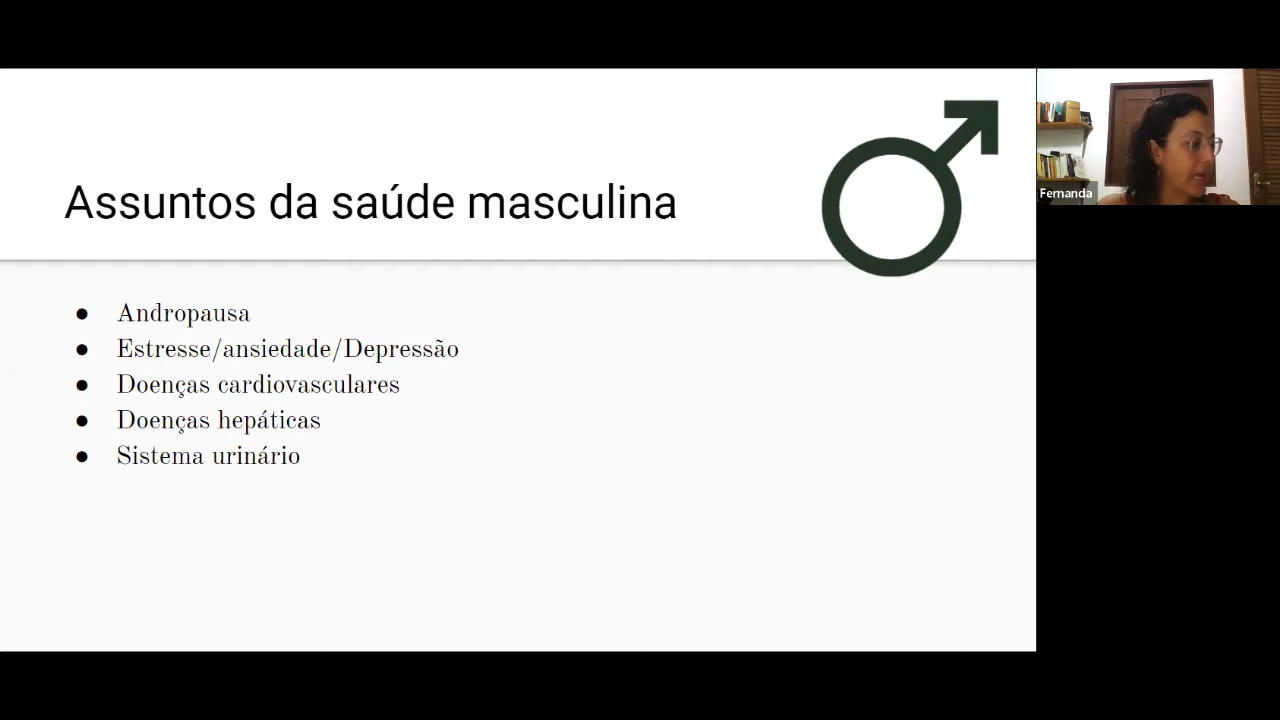 Assuntos da saúde masculina
● Andropausa
● Estresse/ansiedade/Depressão
● Doenças cardiovasculares
● Doenças hepáticas
● Sistema urinário
Fernanda